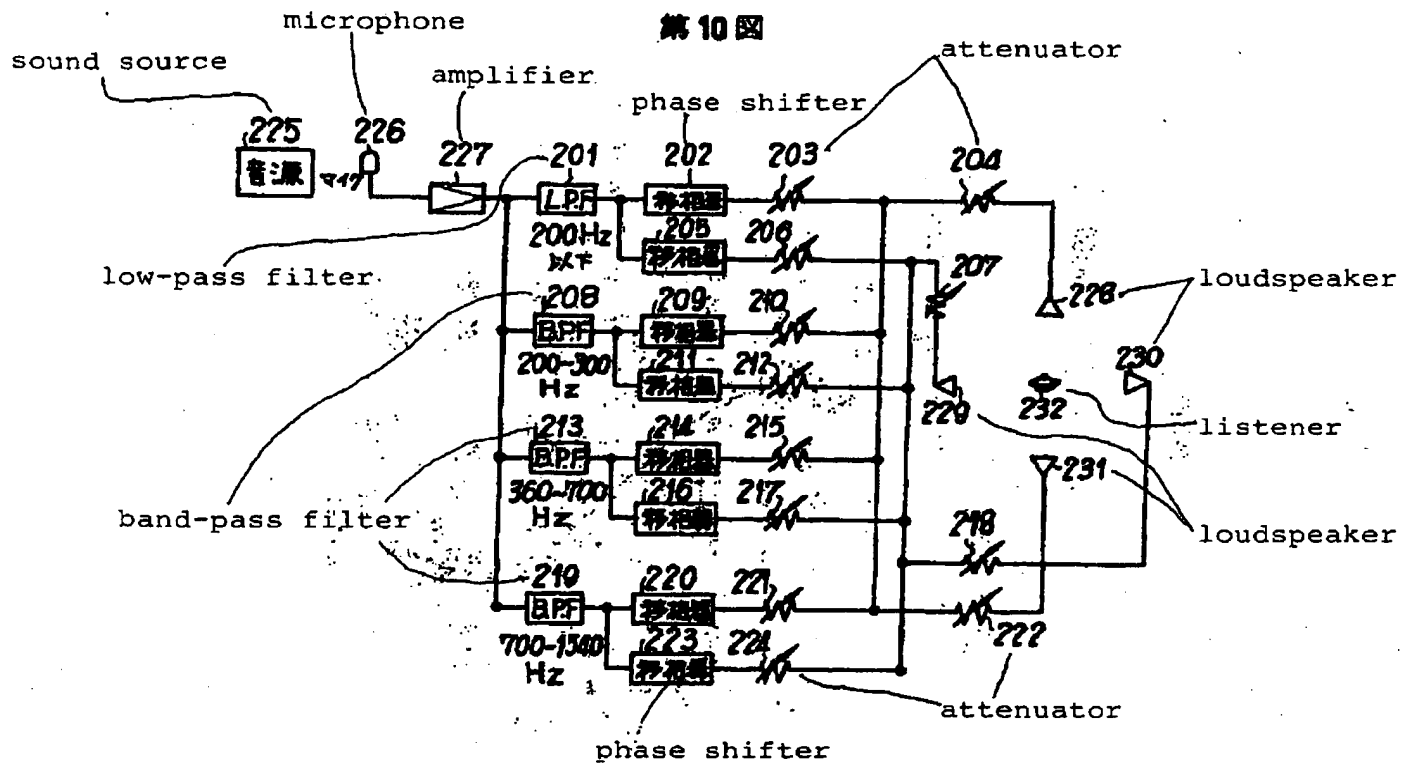 第10図
microphone
sound source
amplifier
phase shifter
attenuator
225
音源
226
マイク
227
201
L.P.F
200Hz
以下
202
移相器
203
204
205
移相器
206
207
low-pass filter
208
B.P.F
200~300
Hz
209
移相器
210
211
移相器
212
228
loudspeaker
229
230
232
listener
213
B.P.F
360~700
Hz
214
移相器
215
216
移相器
217
231
loudspeaker
band-pass filter
218
219
B.P.F
700-1540
Hz
220
移相器
221
222
223
移相器
224
attenuator
phase shifter